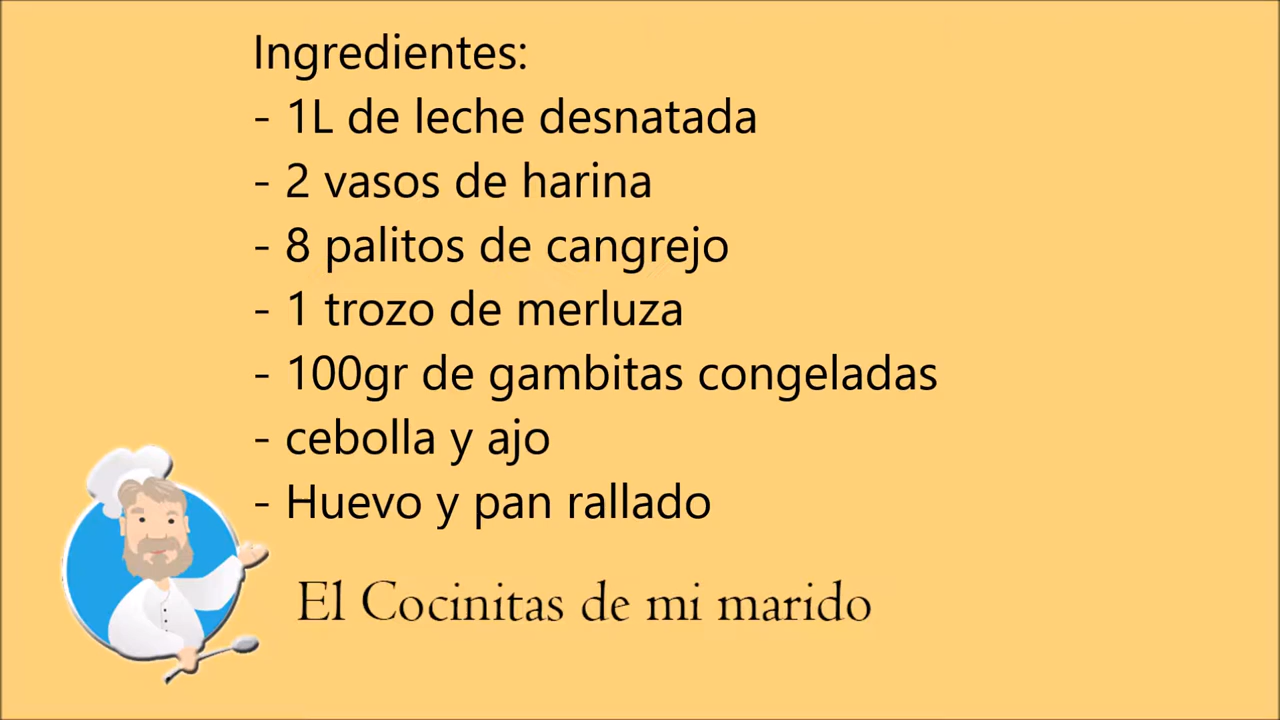 Ingredientes:
- 1L de leche desnatada
- 2 vasos de harina
- 8 palitos de cangrejo
- 1 trozo de merluza
- 100gr de gambitas congeladas
- cebolla y ajo
- Huevo y pan rallado
El Cocinitas de mi marido